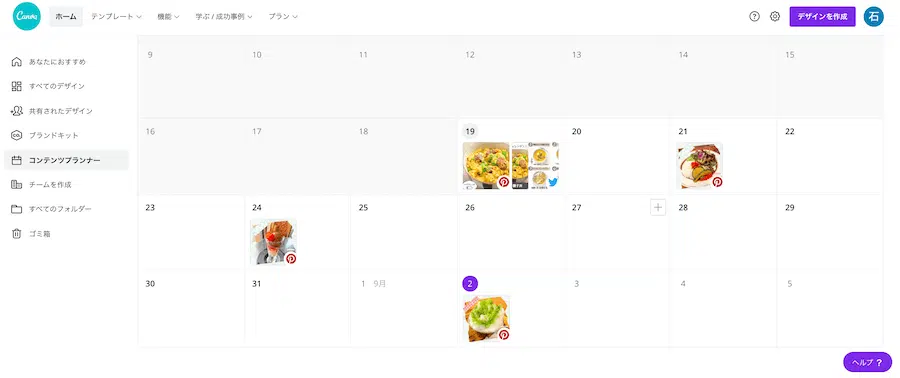 Canva ホーム テンプレート 機能 学ぶ / 成功事例 プラン デザインを作成 石
あなたにおすすめ
すべてのデザイン
共有されたデザイン
ブランドキット
コンテンツプランナー
チームを作成
すべてのフォルダー
ゴミ箱
9 10 11 12 13 14 15
16 17 18 19 20 21 22
23 24 25 26 27 28 29
30 31 1 9月 2 3 4 5
ヘルプ ?